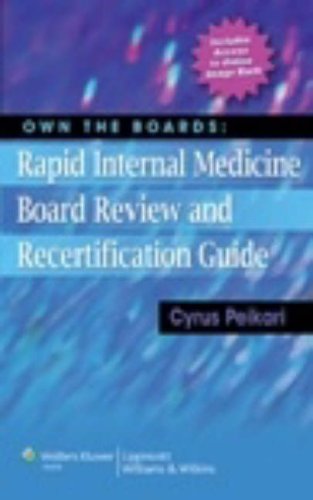 Includes
Access
to Online
Image Bank
OWN THE BOARDS:
Rapid Internal Medicine
Board Review and
Recertification Guide
Cyrus Peikari
Wolters Kluwer
Lippincott
Williams & Wilkins